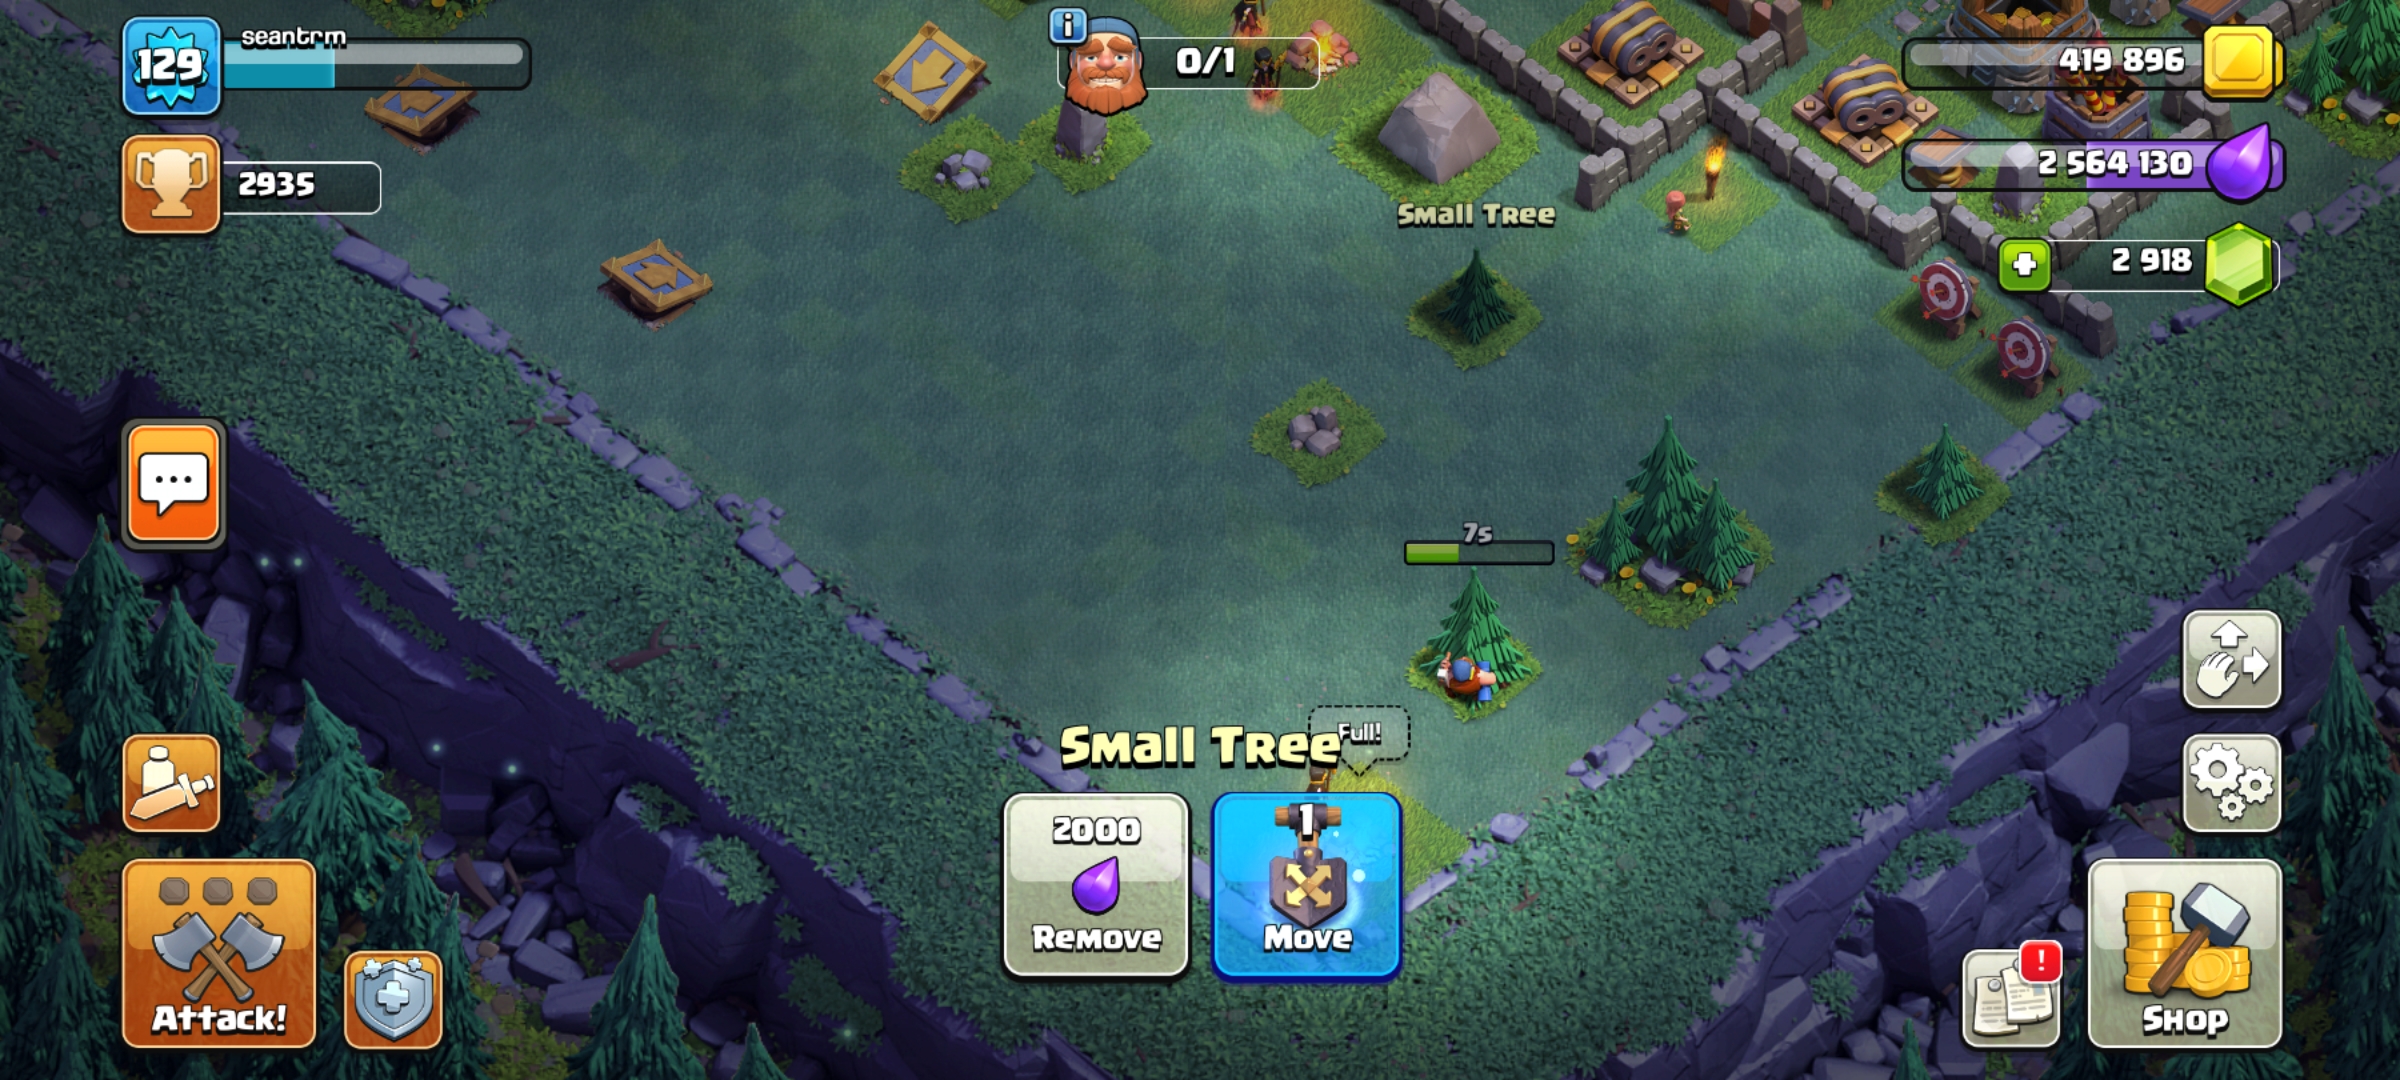 seantrm
129
0/1
419 896
2935
2 564 130
Small Tree
2 918
7s
Full!
Small Tree
2000
1
Remove
Move
Attack!
!
Shop